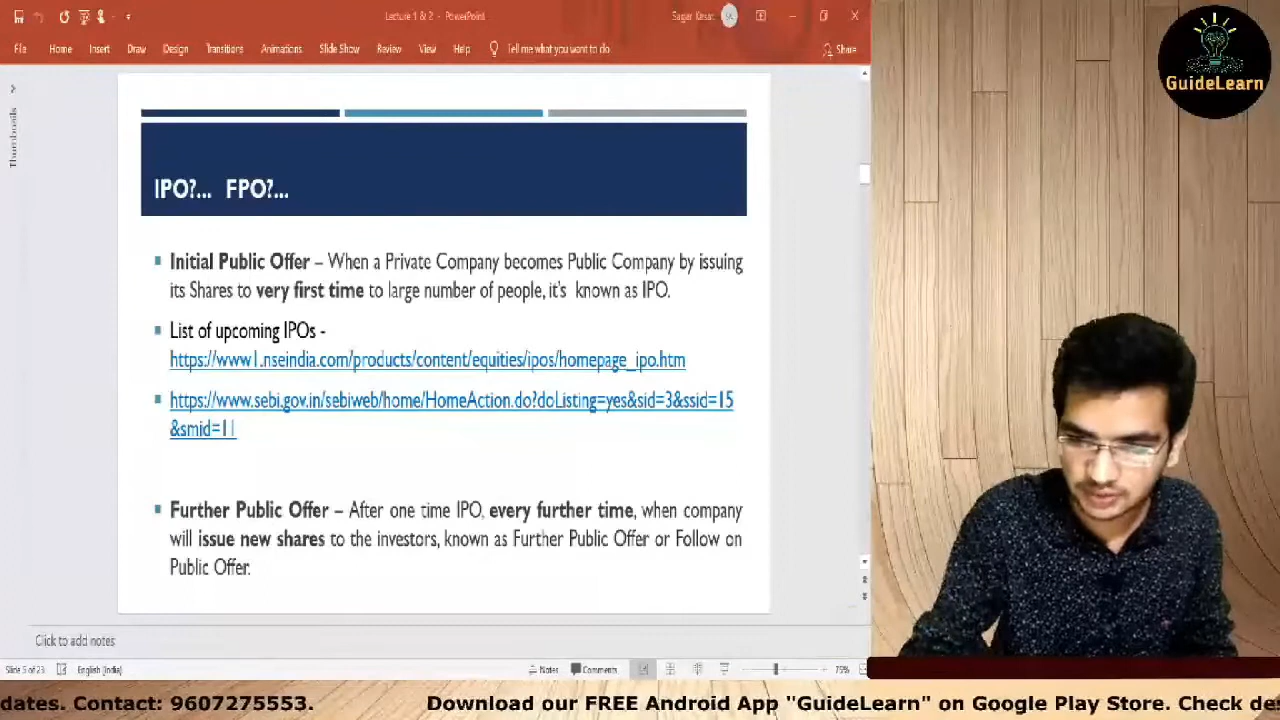 Lecture 1 & 2 - PowerPoint
File Home Insert Draw Design Transitions Animations Slide Show Review View Help Tell me what you want to do Share
GuideLearn
Thumbnails
IPO?... FPO?...
Initial Public Offer – When a Private Company becomes Public Company by issuing
its Shares to very first time to large number of people, it's known as IPO.
List of upcoming IPOs -
https://www1.nseindia.com/products/content/equities/ipos/homepage_ipo.htm
https://www.sebi.gov.in/sebiweb/home/HomeAction.do?doListing=yes&sid=3&ssid=15
&smid=11
Further Public Offer – After one time IPO, every further time, when company
will issue new shares to the investors, known as Further Public Offer or Follow on
Public Offer.
Click to add notes
Slide 5 of 23 English (India) Notes Comments 75%
dates. Contact: 9607275553. Download our FREE Android App "GuideLearn" on Google Play Store. Check de